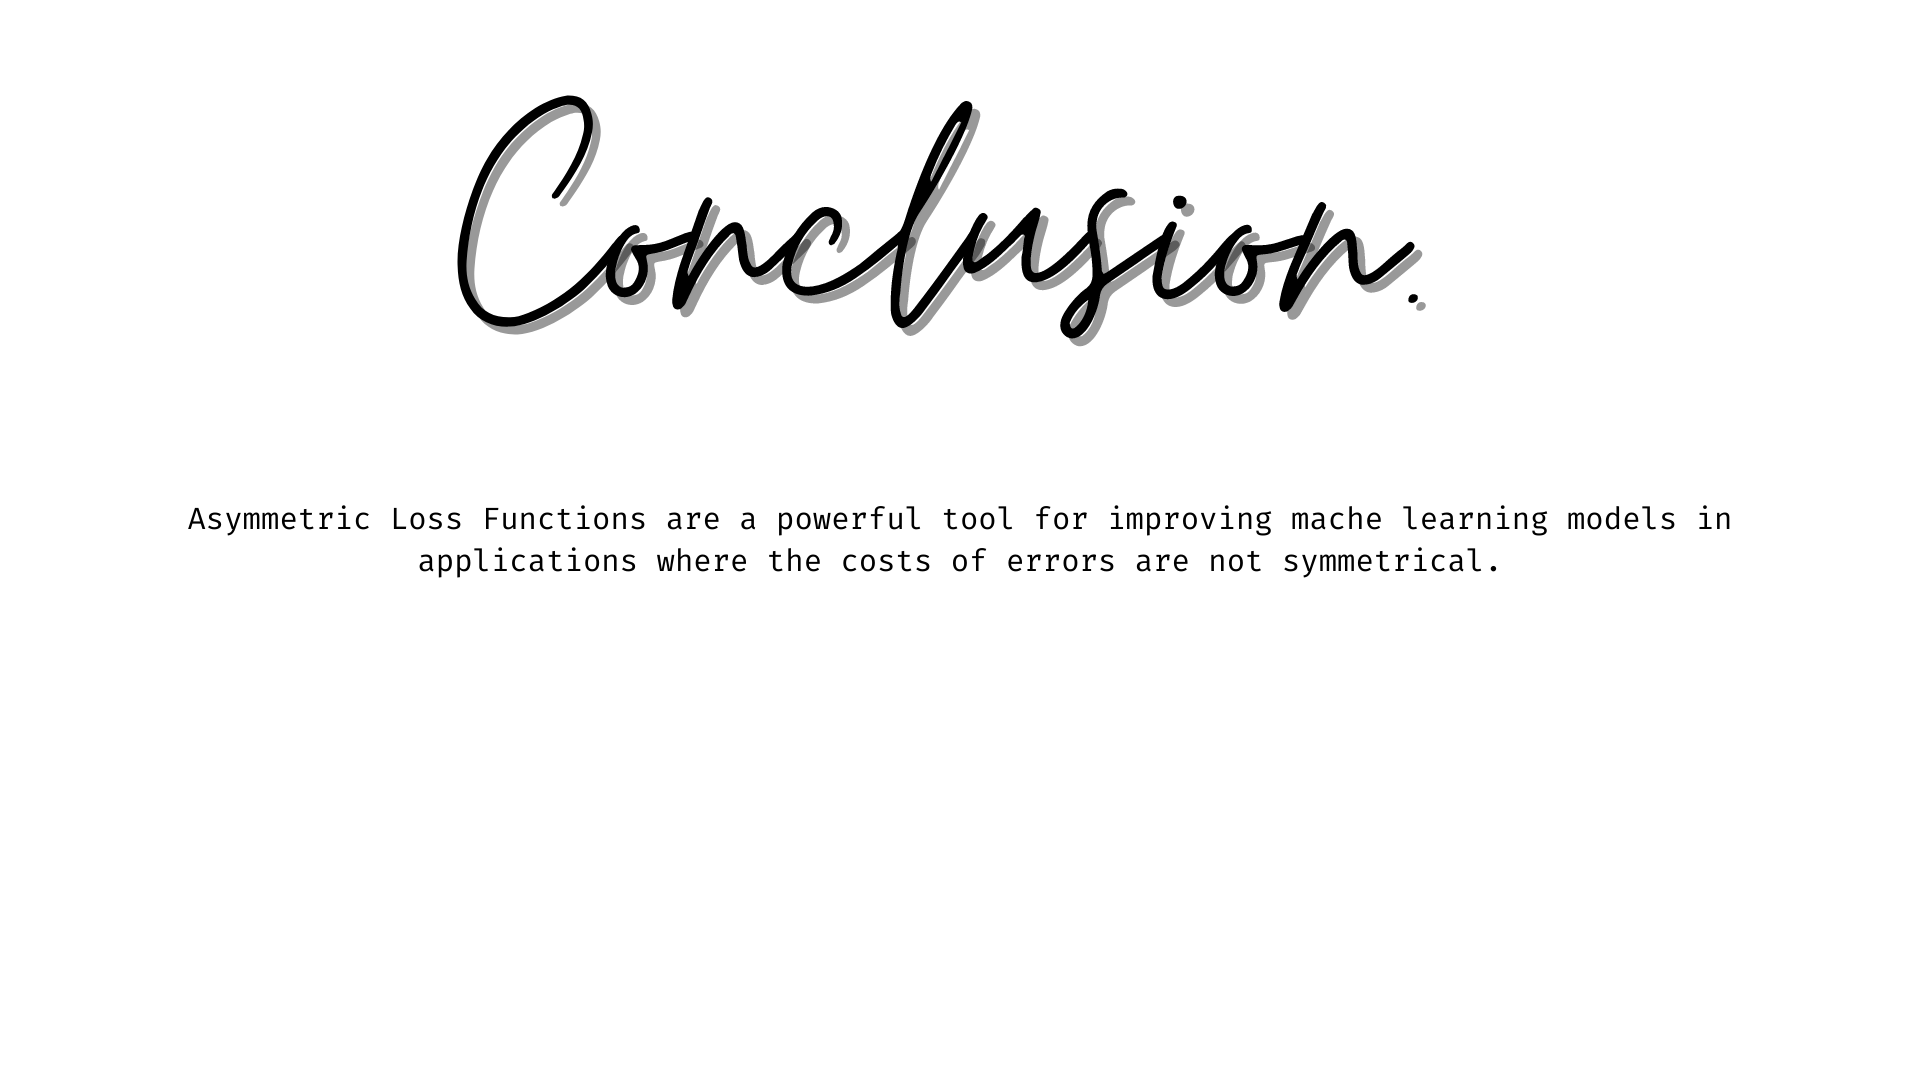 Conclusion.
Asymmetric Loss Functions are a powerful tool for improving mache learning models in
applications where the costs of errors are not symmetrical.